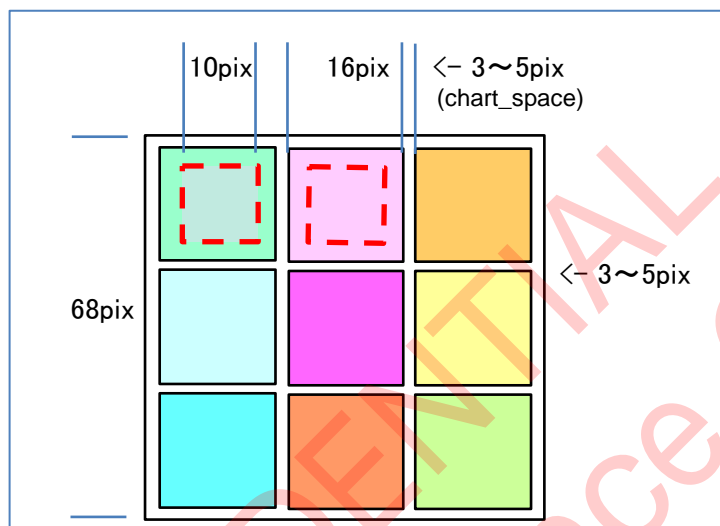 10pix
16pix
<- 3～5pix
(chart_space)
<- 3～5pix
68pix